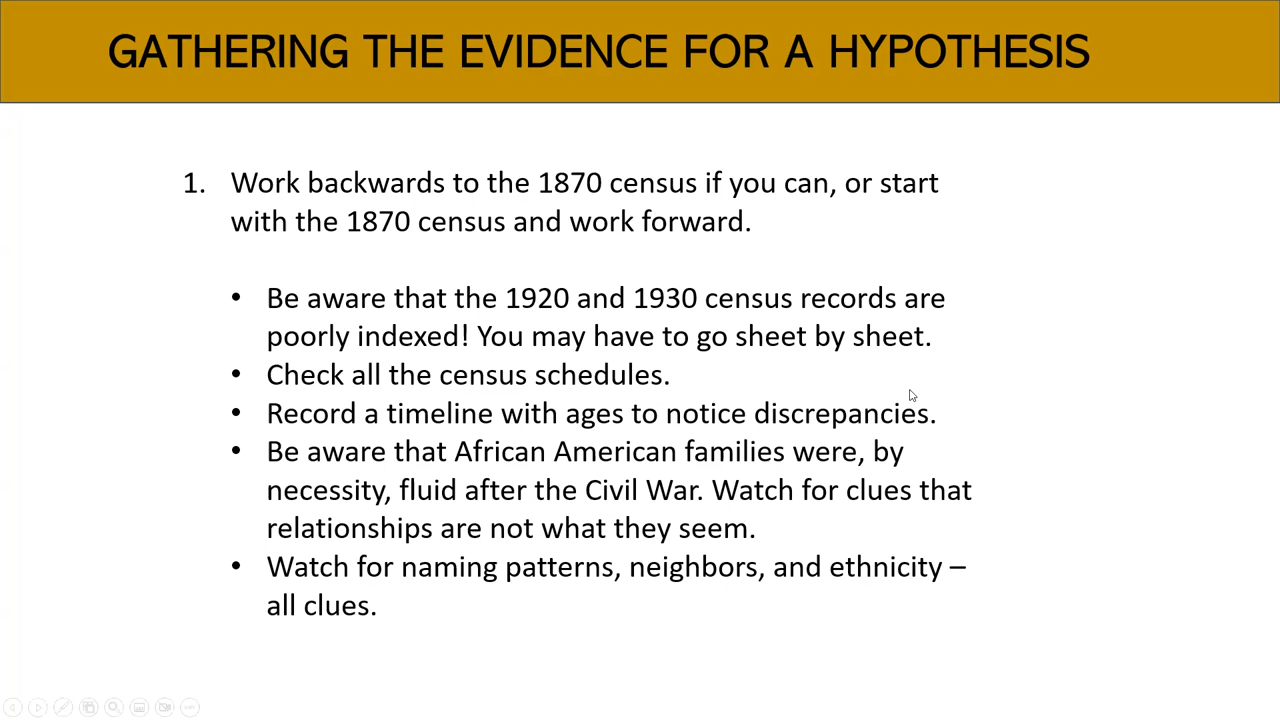 GATHERING THE EVIDENCE FOR A HYPOTHESIS
1. Work backwards to the 1870 census if you can, or start
with the 1870 census and work forward.
• Be aware that the 1920 and 1930 census records are
poorly indexed! You may have to go sheet by sheet.
• Check all the census schedules.
• Record a timeline with ages to notice discrepancies.
• Be aware that African American families were, by
necessity, fluid after the Civil War. Watch for clues that
relationships are not what they seem.
• Watch for naming patterns, neighbors, and ethnicity –
all clues.